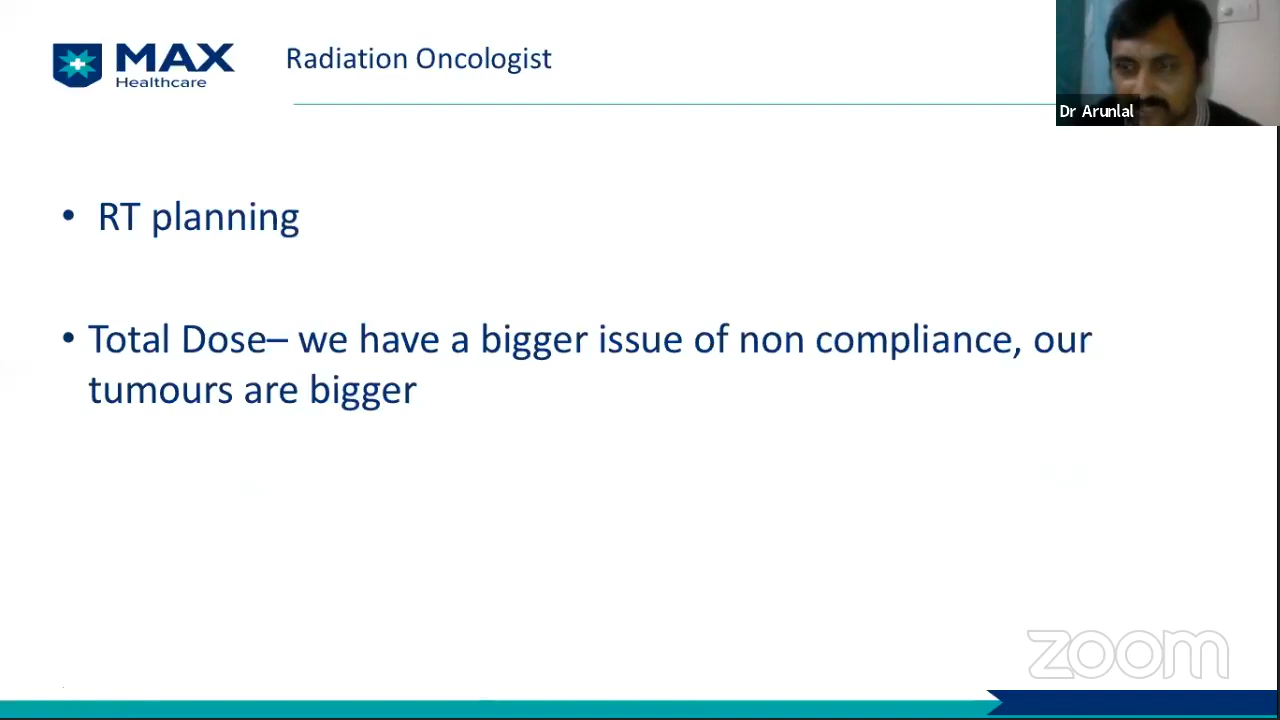 MAX
Healthcare
Radiation Oncologist
Dr Arunlal
• RT planning
• Total Dose– we have a bigger issue of non compliance, our
tumours are bigger
zoom